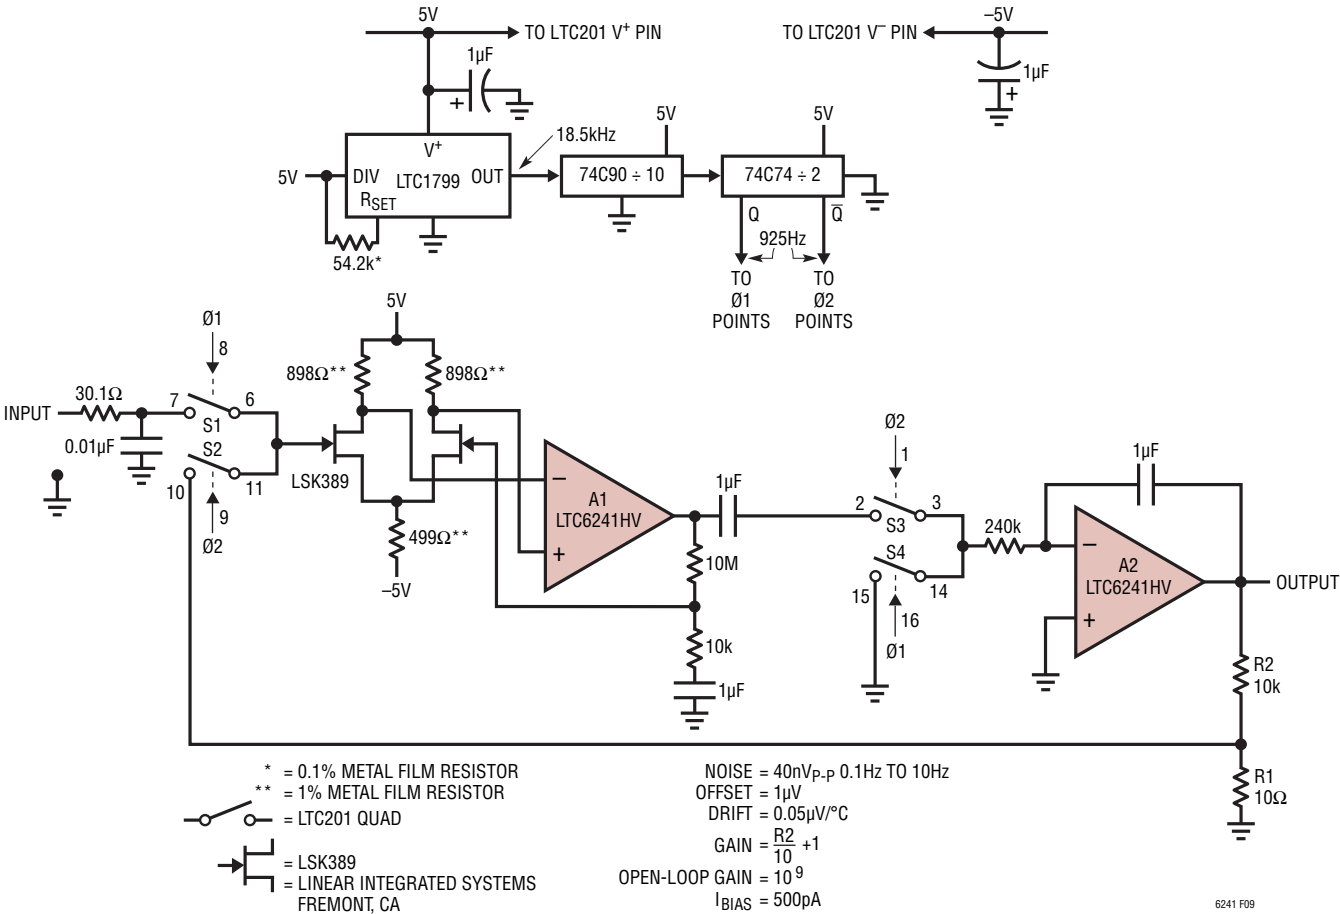 5V
TO LTC201 V+ PIN
1µF
+
–5V
TO LTC201 V– PIN
1µF
+
5V
DIV
V+
LTC1799
RSET
OUT
54.2k*
18.5kHz
5V
74C90 ÷ 10
5V
74C74 ÷ 2
Q
Q̅
925Hz
TO
Ø1
POINTS
TO
Ø2
POINTS
INPUT
30.1Ω
0.01µF
Ø1
8
7
6
S1
S2
10
11
9
Ø2
5V
898Ω**
898Ω**
LSK389
499Ω**
–5V
–
A1
LTC6241HV
+
1µF
10M
10k
1µF
Ø2
1
2
3
S3
S4
15
14
16
Ø1
240k
1µF
–
A2
LTC6241HV
+
OUTPUT
R2
10k
R1
10Ω
* = 0.1% METAL FILM RESISTOR
** = 1% METAL FILM RESISTOR
= LTC201 QUAD
= LSK389
= LINEAR INTEGRATED SYSTEMS
FREMONT, CA
NOISE = 40nVP-P 0.1Hz TO 10Hz
OFFSET = 1µV
DRIFT = 0.05µV/°C
GAIN = R2/10 +1
OPEN-LOOP GAIN = 10^9
IBIAS = 500pA
6241 F09